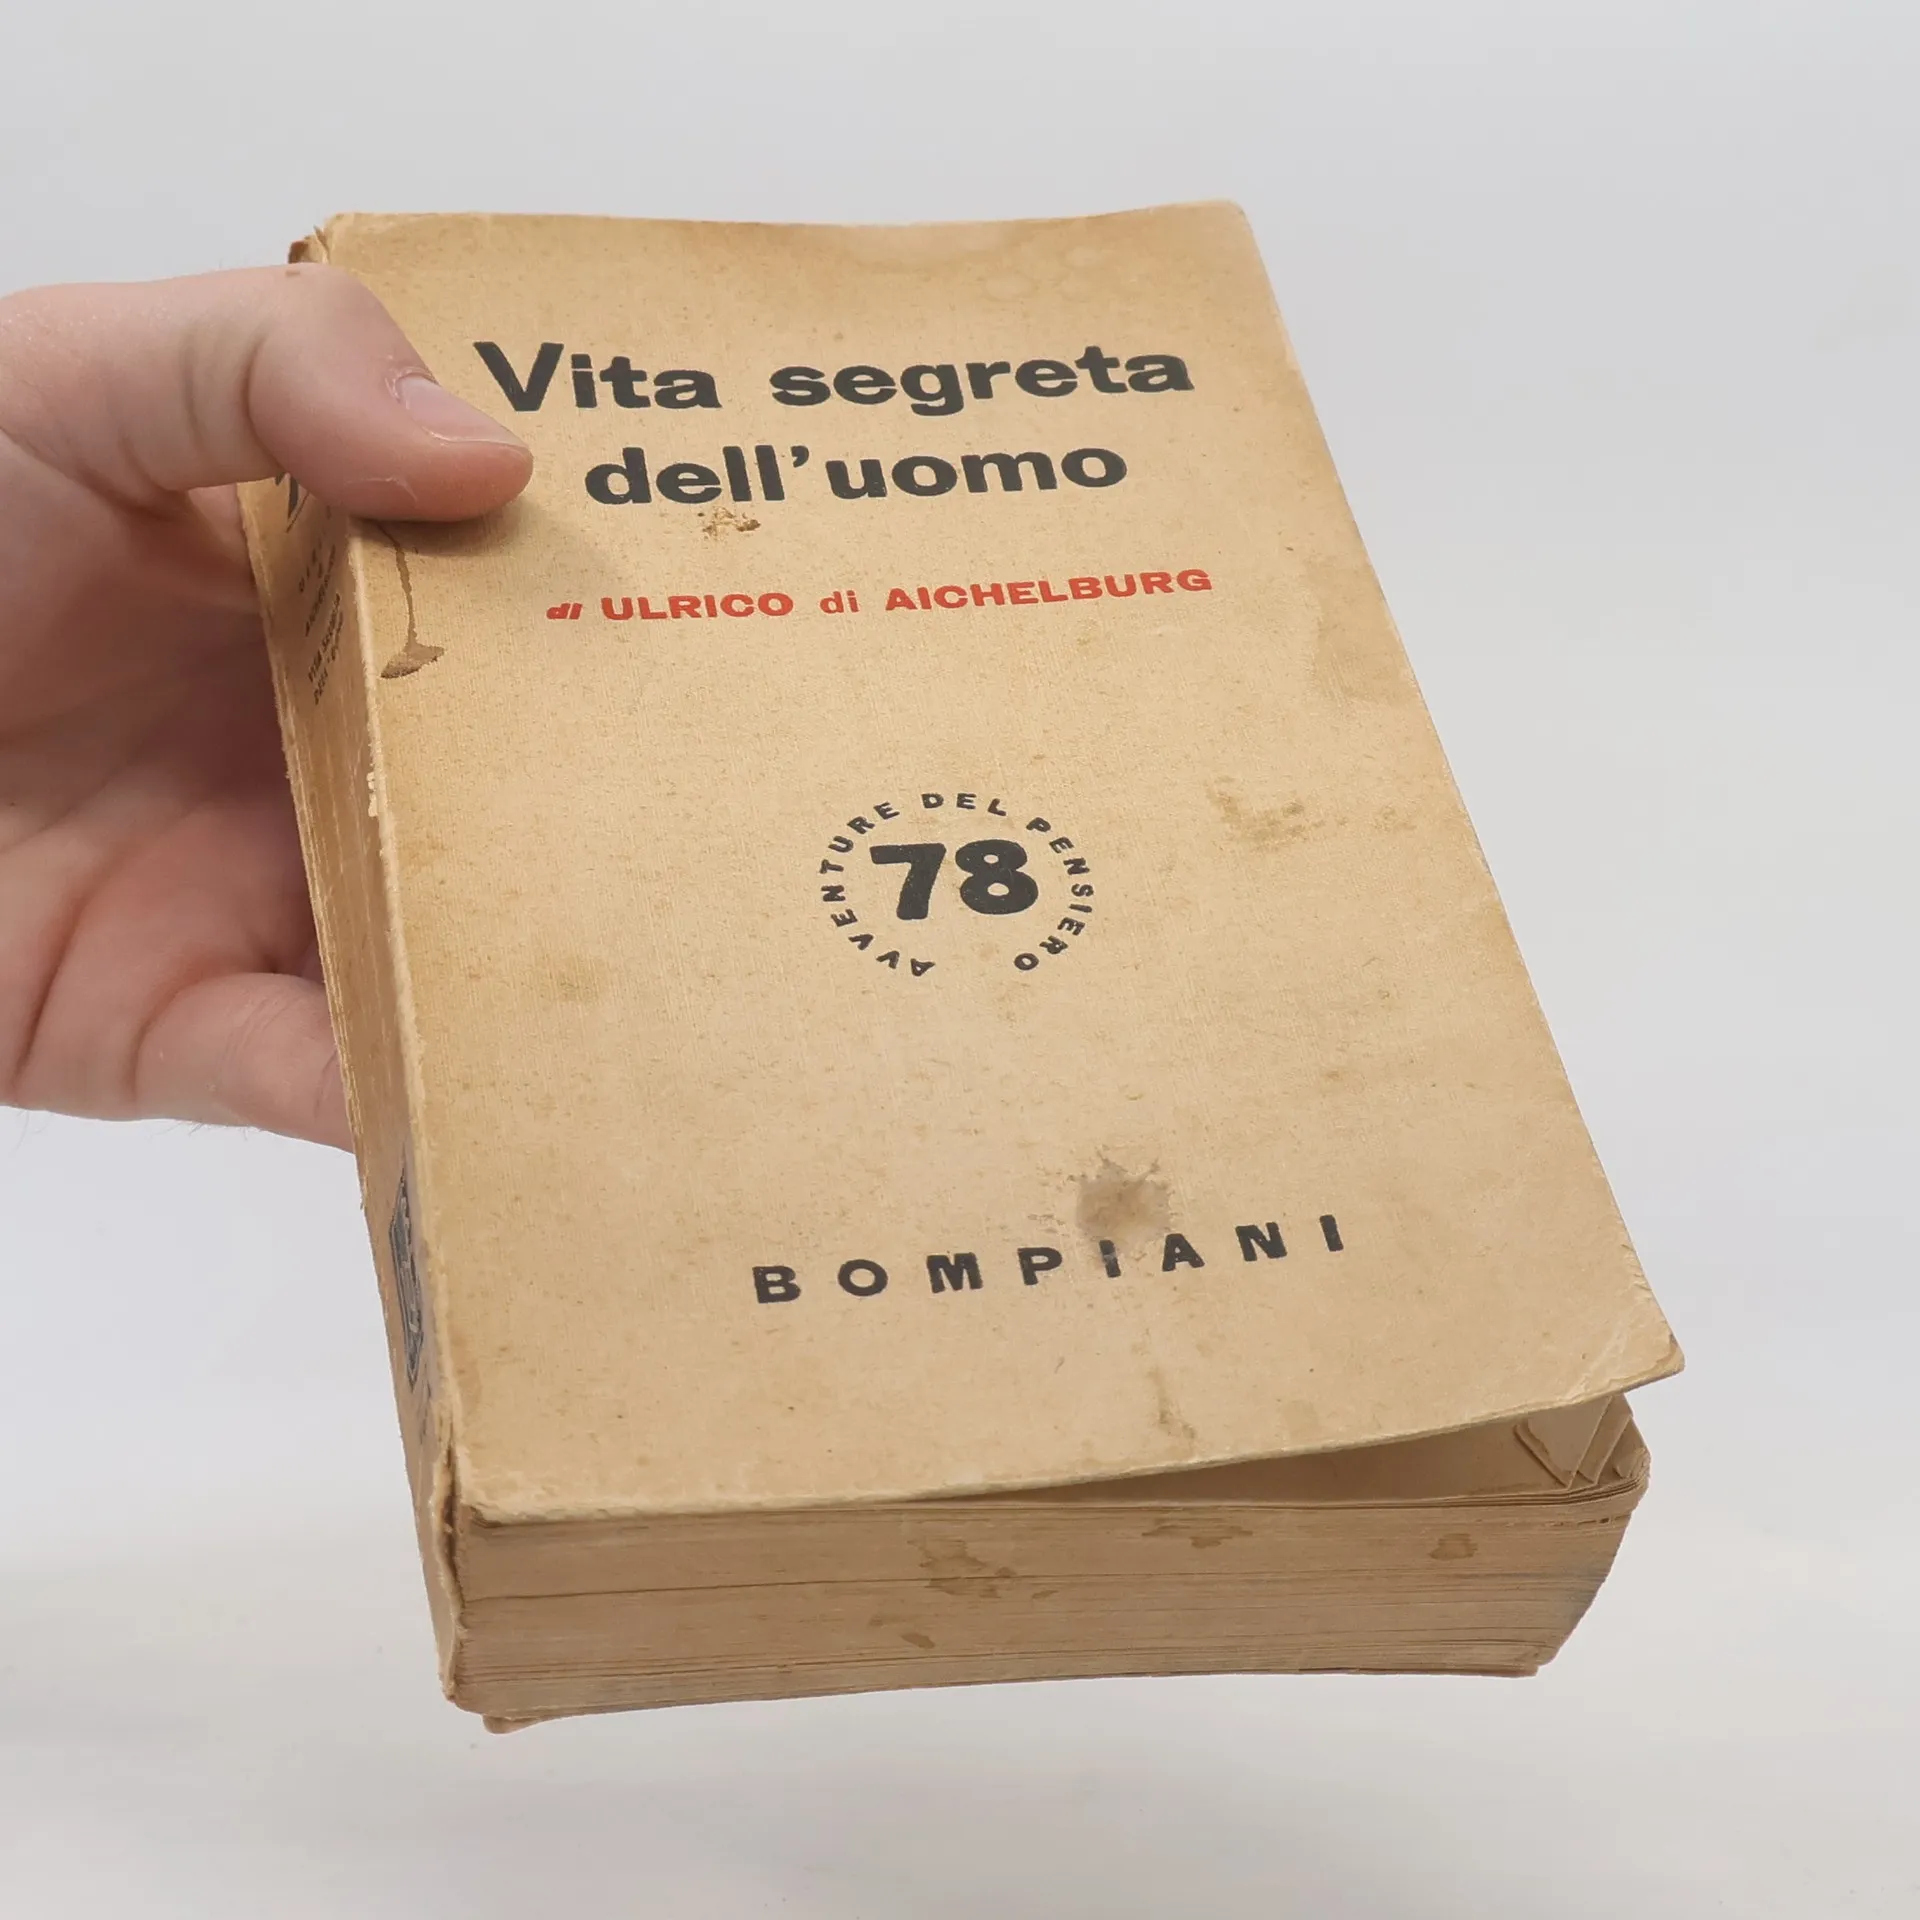 Vita segreta
dell'uomo
di ULRICO di AICHELBURG
AVVENTURE DEL PENSIERO
78
BOMPIANI